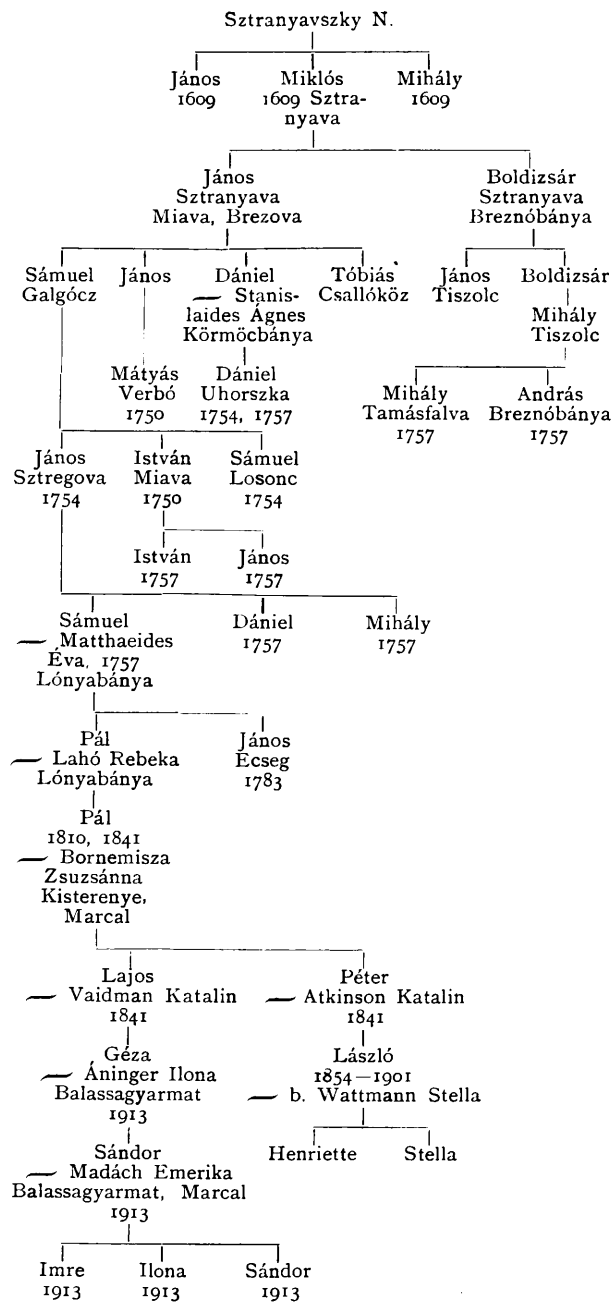 Sztranyavszky N.
János Miklós Mihály
1609 1609 Sztra- 1609
nyava
János Boldizsár
Sztranyava Sztranyava
Miava, Brezova Breznóbánya
Sámuel János Dániel Tóbiás János Boldizsár
Galgócz — Stanis- Csallóköz Tiszolc
laides Ágnes Mihály
Körmöcbánya Tiszolc
Mátyás Dániel
Verbó Uhorszka Mihály András
1750 1754, 1757 Tamásfalva Breznóbánya
1757 1757
János István Sámuel
Sztregova Miava Losonc
1754 1750 1754
István János
1757 1757
Sámuel Dániel Mihály
— Matthaeides 1757 1757
Éva, 1757
Lónyabánya
Pál János
— Lahó Rebeka Ecseg
Lónyabánya 1783
Pál
1810, 1841
— Bornemisza
Zsuzsánna
Kisterenye,
Marcal
Lajos Péter
— Vaidman Katalin — Atkinson Katalin
1841 1841
Géza László
— Áninger Ilona 1854—1901
Balassagyarmat — b. Wattmann Stella
1913
Sándor Henriette Stella
— Madách Emerika
Balassagyarmat, Marcal
1913
Imre Ilona Sándor
1913 1913 1913